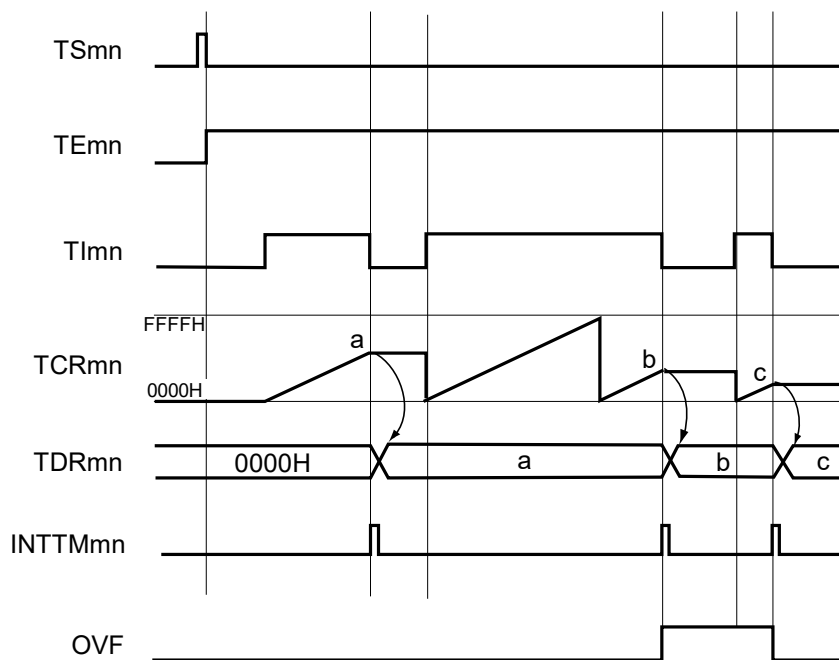 TSmn
TEmn
TImn
FFFFH
a
b
TCRmn
c
0000H
TDRmn
0000H
a
b
c
INTTMmn
OVF